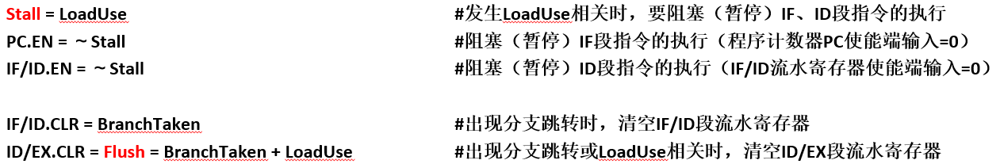 Stall = LoadUse #发生LoadUse相关时，要阻塞（暂停）IF、ID段指令的执行
PC.EN = ~ Stall #阻塞（暂停）IF段指令的执行（程序计数器PC使能端输入=0）
IF/ID.EN = ~ Stall #阻塞（暂停）ID段指令的执行（IF/ID流水寄存器使能端输入=0）
IF/ID.CLR = BranchTaken #出现分支跳转时，清空IF/ID段流水寄存器
ID/EX.CLR = Flush = BranchTaken + LoadUse #出现分支跳转或LoadUse相关时，清空ID/EX段流水寄存器